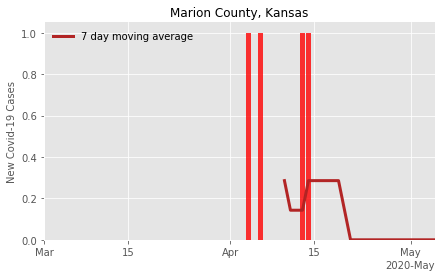 Marion County, Kansas
7 day moving average
New Covid-19 Cases
1.0
0.8
0.6
0.4
0.2
0.0
Mar 15 Apr 15 May
2020-May